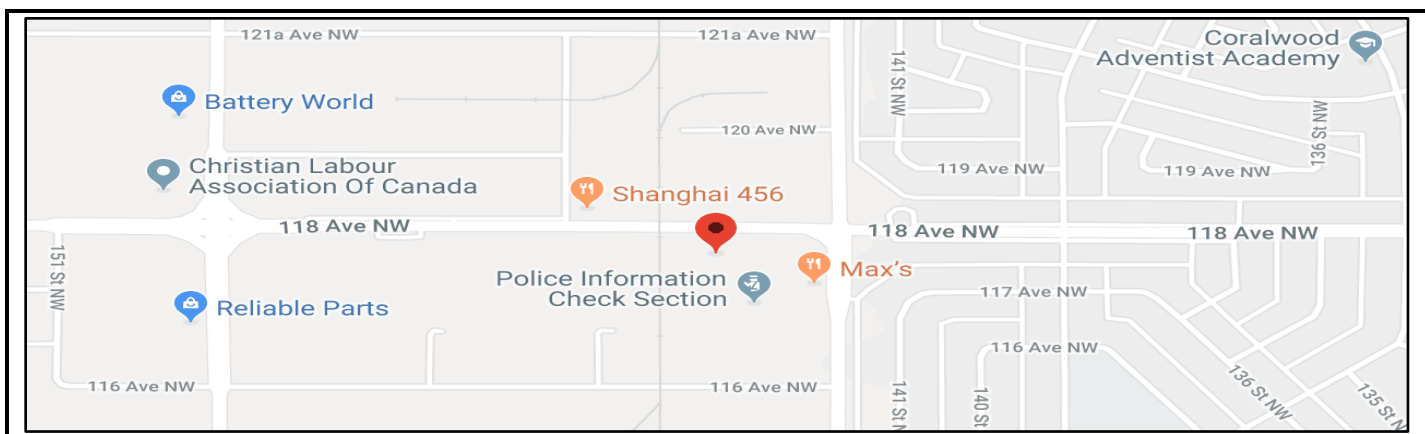 121a Ave NW
121a Ave NW
Coralwood
Adventist Academy
141 St NW
Battery World
120 Ave NW
136 St NW
Christian Labour
Association Of Canada
119 Ave NW
119 Ave NW
Shanghai 456
118 Ave NW
118 Ave NW
118 Ave NW
151 St NW
Police Information
Check Section
Max's
117 Ave NW
Reliable Parts
116 Ave NW
116 Ave NW
116 Ave NW
141 St N
140 St
136 St NW
135 St NW